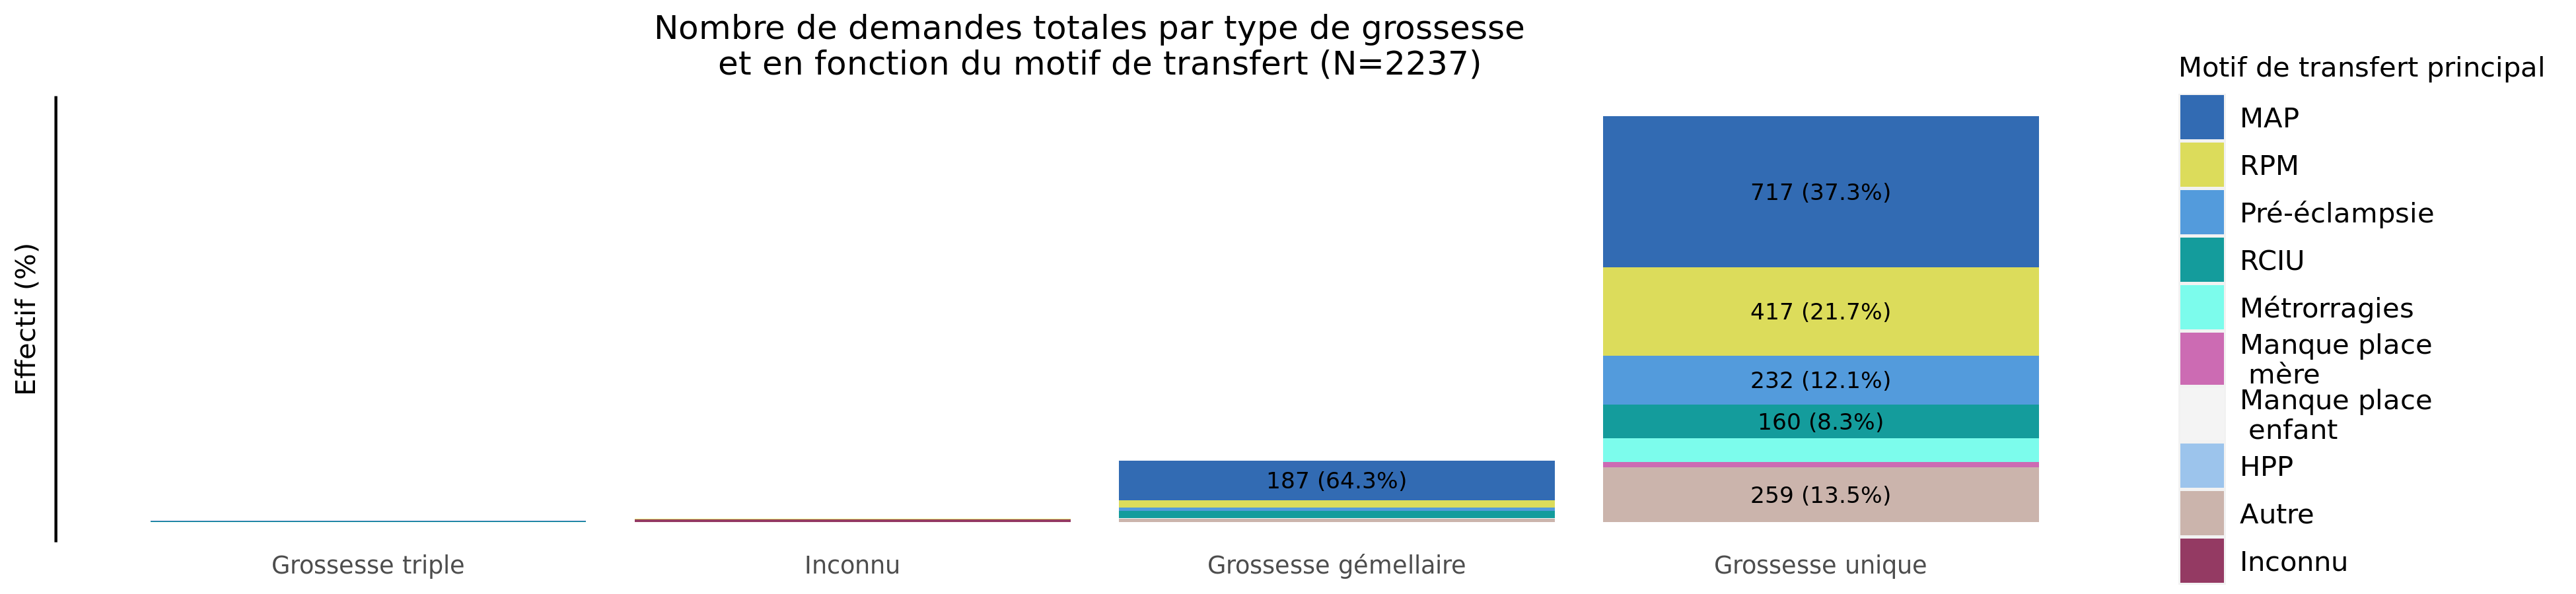 Nombre de demandes totales par type de grossesse
et en fonction du motif de transfert (N=2237)
Effectif (%)
187 (64.3%)
717 (37.3%)
417 (21.7%)
232 (12.1%)
160 (8.3%)
259 (13.5%)
Grossesse triple
Inconnu
Grossesse gémellaire
Grossesse unique
Motif de transfert principal
MAP
RPM
Pré-éclampsie
RCIU
Métrorragies
Manque place
mère
Manque place
enfant
HPP
Autre
Inconnu